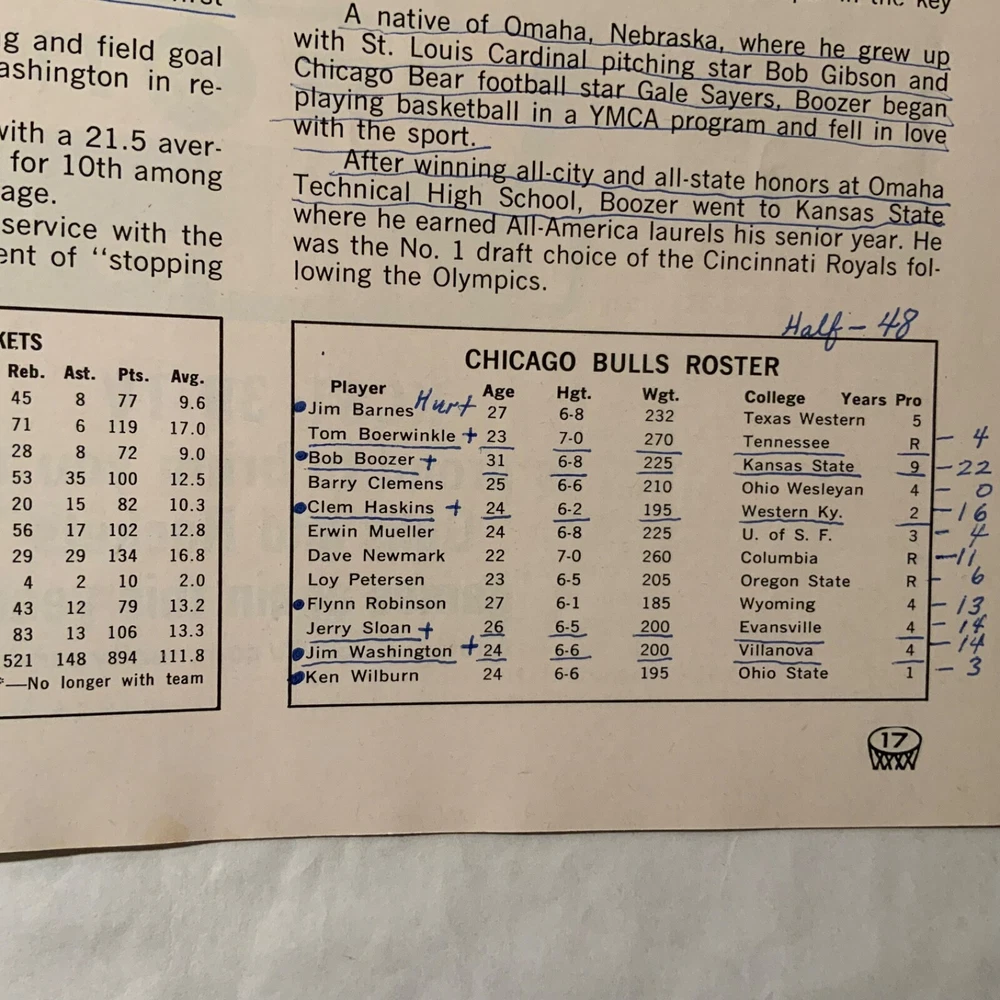 key
g and field goal
ashington in re-
with a 21.5 aver-
for 10th among
age.
service with the
ent of “stopping
A native of Omaha, Nebraska, where he grew up
with St. Louis Cardinal pitching star Bob Gibson and
Chicago Bear football star Gale Sayers, Boozer began
playing basketball in a YMCA program and fell in love
with the sport.
After winning all-city and all-state honors at Omaha
Technical High School, Boozer went to Kansas State
where he earned All-America laurels his senior year. He
was the No. 1 draft choice of the Cincinnati Royals fol-
lowing the Olympics.
KETS
Reb. Ast. Pts. Avg.
45 8 77 9.6
71 6 119 17.0
28 8 72 9.0
53 35 100 12.5
20 15 82 10.3
56 17 102 12.8
29 29 134 16.8
4 2 10 2.0
43 12 79 13.2
83 13 106 13.3
521 148 894 111.8
*—No longer with team
Half - 48
CHICAGO BULLS ROSTER
Player Age Hgt. Wgt. College Years Pro
Jim Barnes Hurt 27 6-8 232 Texas Western 5
Tom Boerwinkle + 23 7-0 270 Tennessee R - 4
Bob Boozer + 31 6-8 225 Kansas State 9 - 22
Barry Clemens 25 6-6 210 Ohio Wesleyan 4 - 0
Clem Haskins + 24 6-2 195 Western Ky. 2 - 16
Erwin Mueller 24 6-8 225 U. of S. F. 3 - 4
Dave Newmark 22 7-0 260 Columbia R - 11
Loy Petersen 23 6-5 205 Oregon State R - 6
Flynn Robinson 27 6-1 185 Wyoming 4 - 13
Jerry Sloan + 26 6-5 200 Evansville 4 - 14
Jim Washington + 24 6-6 200 Villanova 4 - 14
Ken Wilburn 24 6-6 195 Ohio State 1 - 3
17